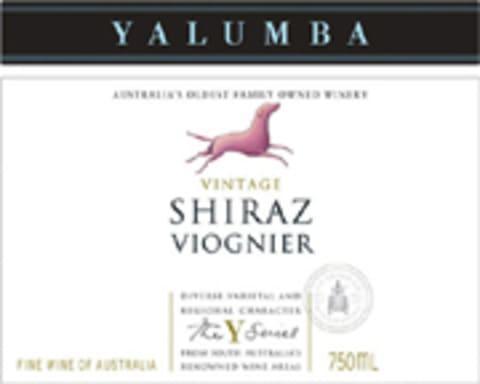 YALUMBA
AUSTRALIA'S OLDEST FAMILY OWNED WINERY
VINTAGE
SHIRAZ
VIOGNIER
DIVERSE VARIETAL AND
REGIONAL CHARACTER
The Y Series
FROM SOUTH AUSTRALIA'S
RENOWNED WINE AREAS
FINE WINE OF AUSTRALIA
750ML